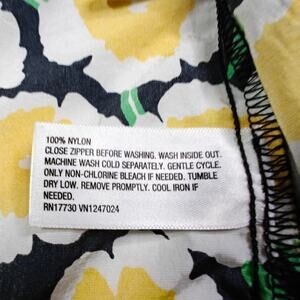 100% NYLON
CLOSE ZIPPER BEFORE WASHING. WASH INSIDE OUT.
MACHINE WASH COLD SEPARATELY. GENTLE CYCLE.
ONLY NON-CHLORINE BLEACH IF NEEDED. TUMBLE
DRY LOW. REMOVE PROMPTLY. COOL IRON IF
NEEDED.
RN17730 VN1247024